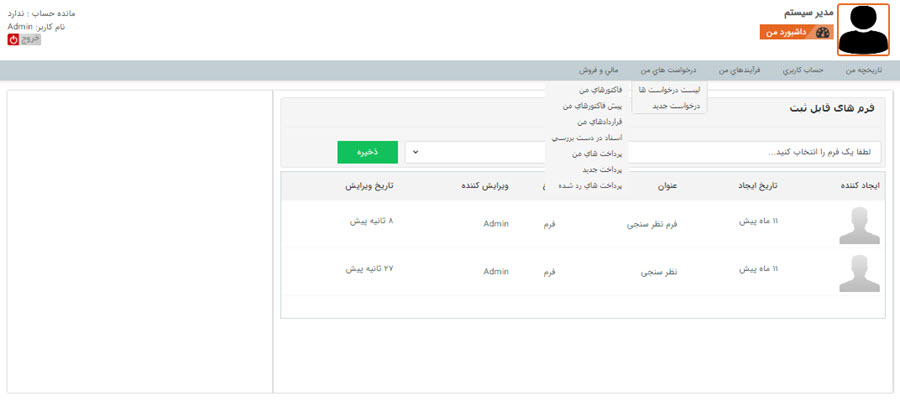 مدیر سیستم
داشبورد من
مانده حساب : ندارد
نام کاربر: Admin
خروج
تاریخچه من
حساب کاربری
فرآیندهای من
درخواست های من
مالی و فروش
لیست درخواست ها
درخواست جدید
فاکتورهای من
پیش فاکتورهای من
قراردادهای من
اسناد در دست بررسی
پرداخت های من
پرداخت جدید
پرداخت های رد شده
فرم های قابل ثبت
لطفا یک فرم را انتخاب کنید...
ذخیره
ایجاد کننده تاریخ ایجاد عنوان ویرایش کننده تاریخ ویرایش
۱۱ ماه پیش فرم نظر سنجی فرم Admin ۸ ثانیه پیش
۱۱ ماه پیش نظر سنجی فرم Admin ۲۷ ثانیه پیش